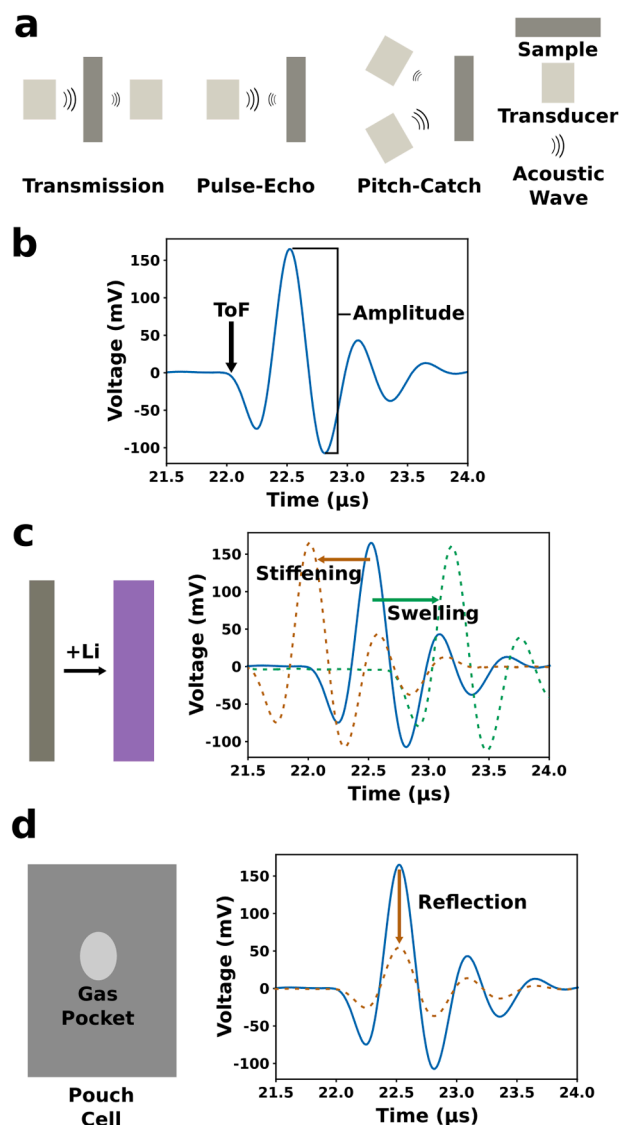 a
Sample
Transducer
Acoustic
Wave
Transmission
Pulse-Echo
Pitch-Catch
b
Voltage (mV)
150
100
50
0
-50
-100
ToF
Amplitude
21.5 22.0 22.5 23.0 23.5 24.0
Time (μs)
c
+Li
Voltage (mV)
150
100
50
0
-50
-100
Stiffening
Swelling
21.5 22.0 22.5 23.0 23.5 24.0
Time (μs)
d
Gas
Pocket
Pouch
Cell
Voltage (mV)
150
100
50
0
-50
-100
Reflection
21.5 22.0 22.5 23.0 23.5 24.0
Time (μs)